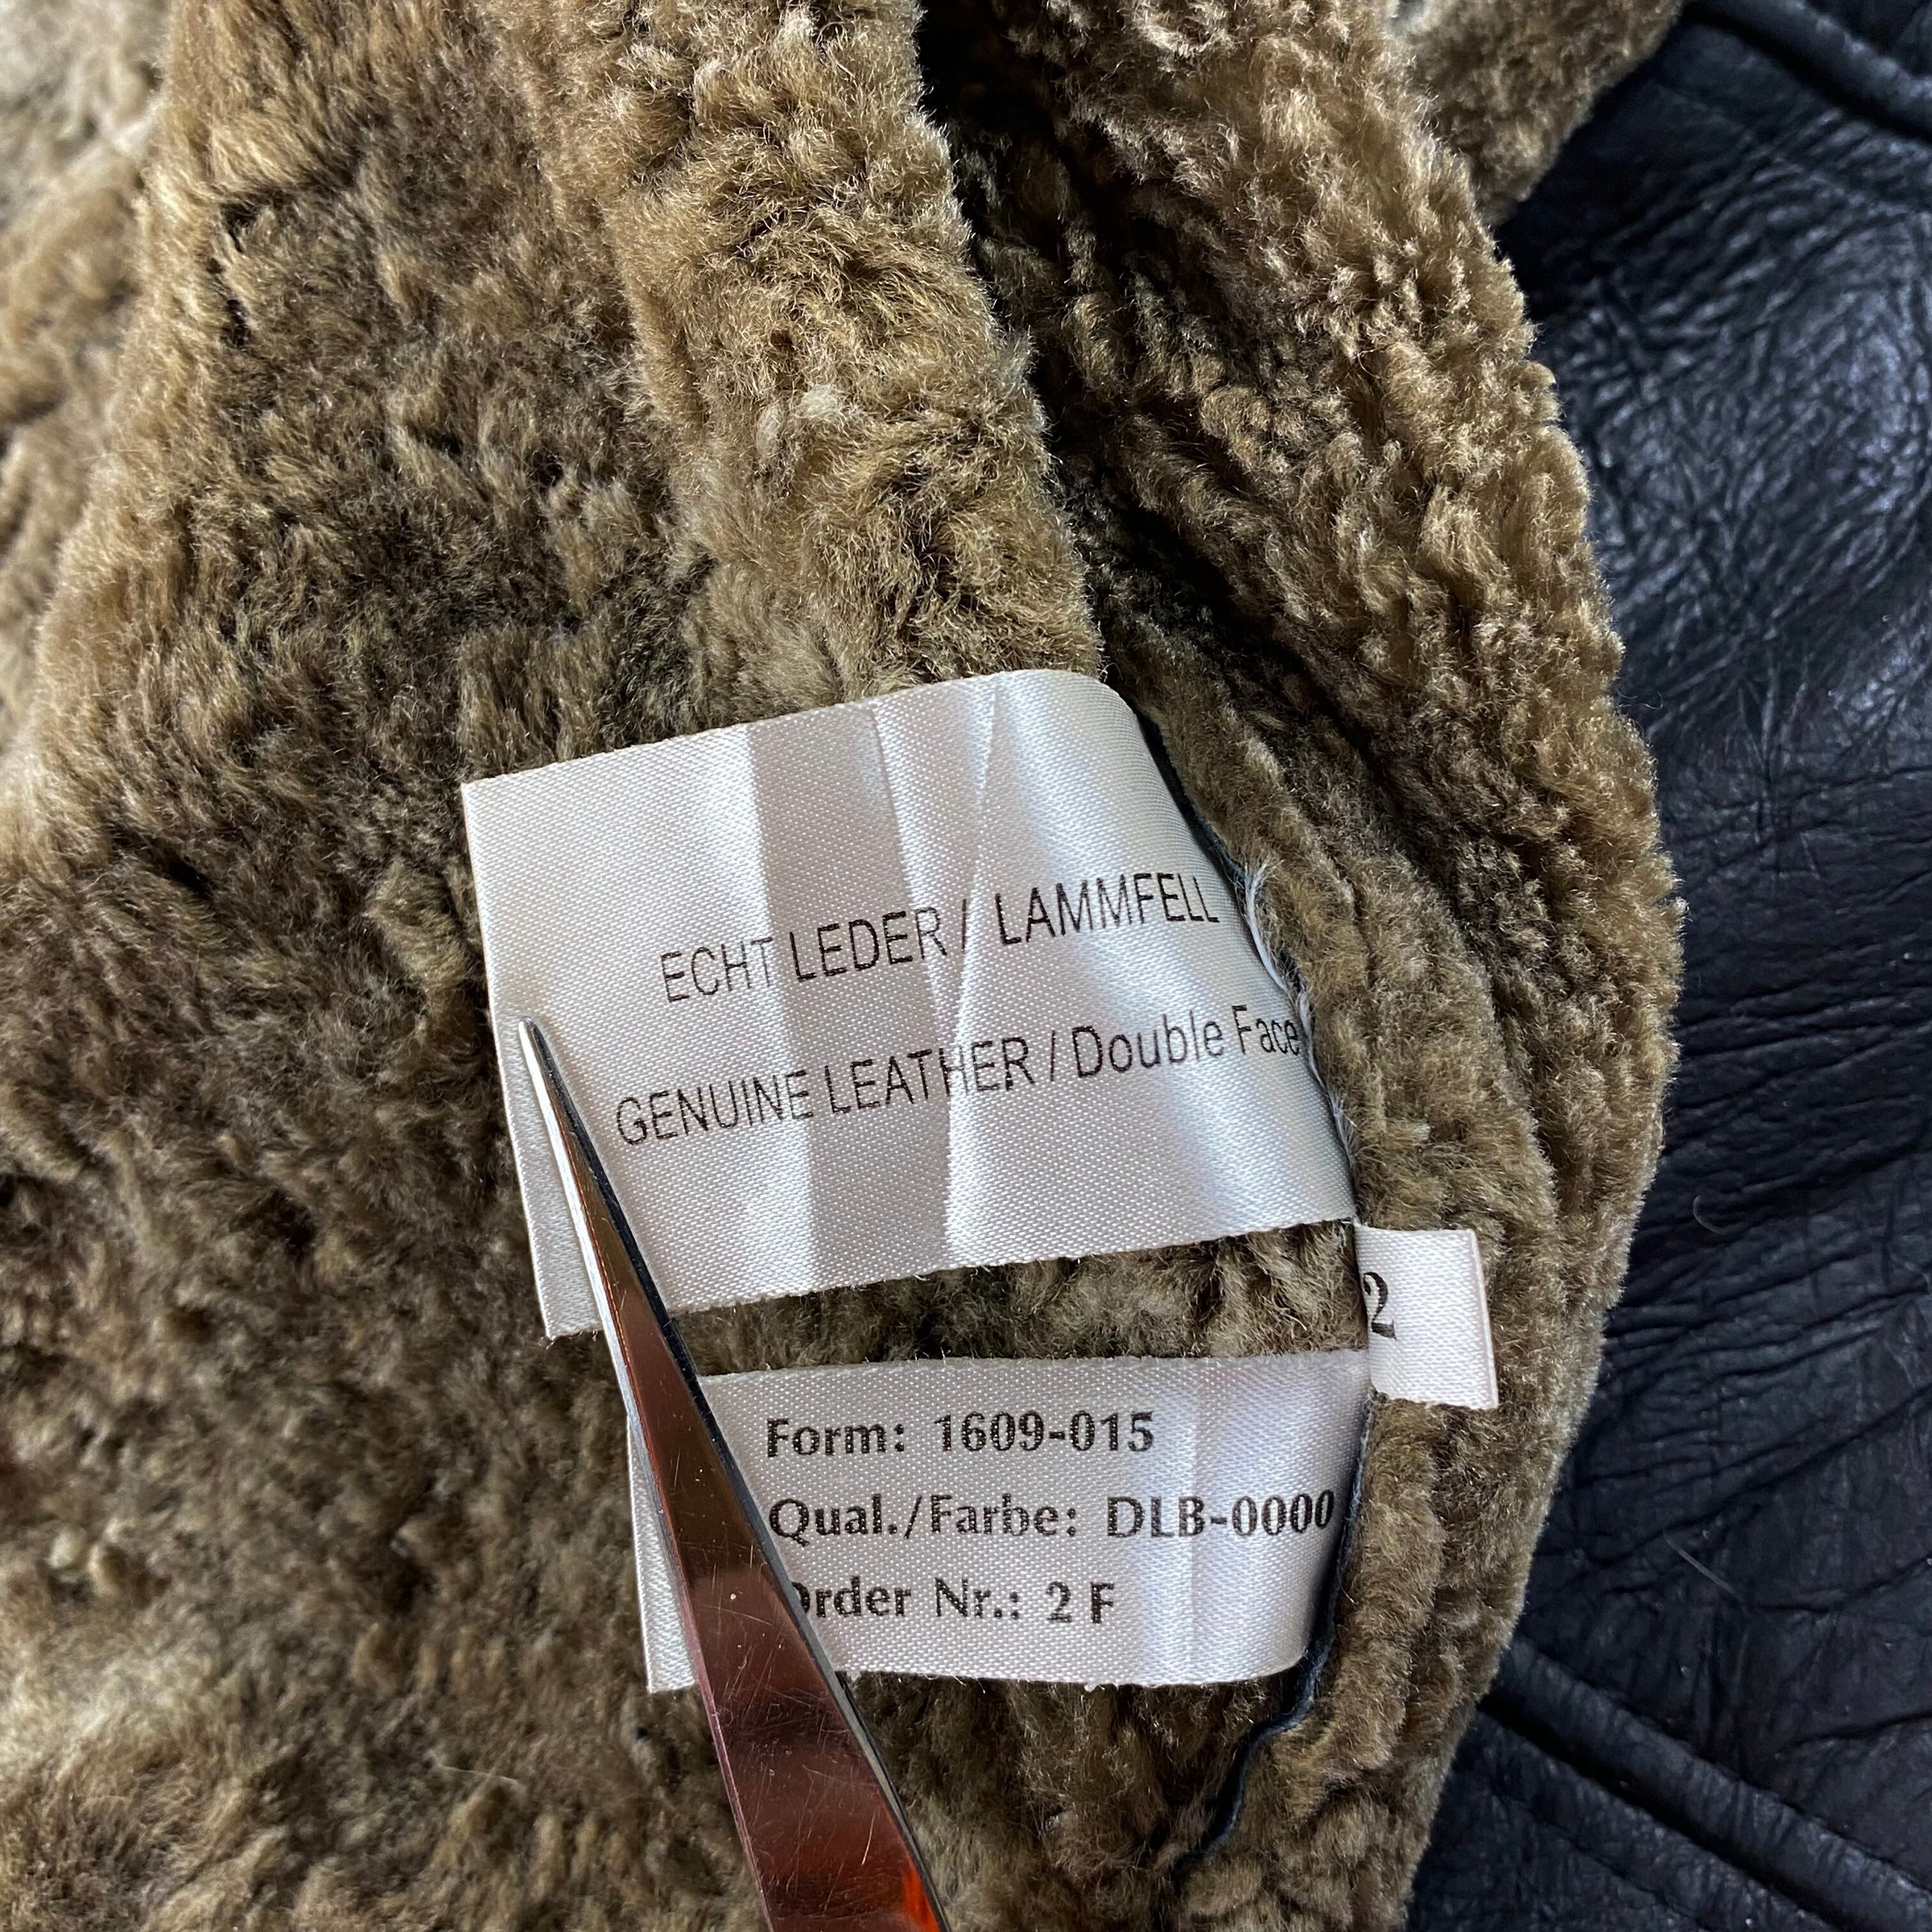 ECHT LEDER / LAMMFELL
GENUINE LEATHER / Double Face
2
Form: 1609-015
Qual./Farbe: DLB-0000
Order Nr.: 2 F